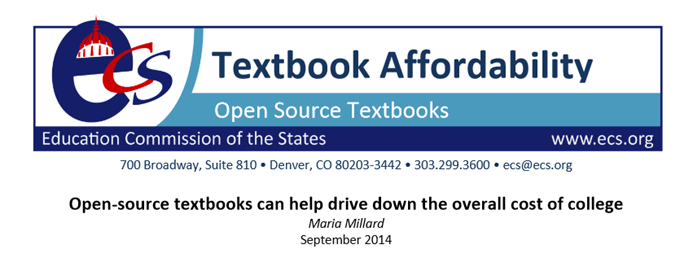 ecs
Textbook Affordability
Open Source Textbooks
Education Commission of the States www.ecs.org
700 Broadway, Suite 810 • Denver, CO 80203-3442 • 303.299.3600 • ecs@ecs.org
Open-source textbooks can help drive down the overall cost of college
Maria Millard
September 2014